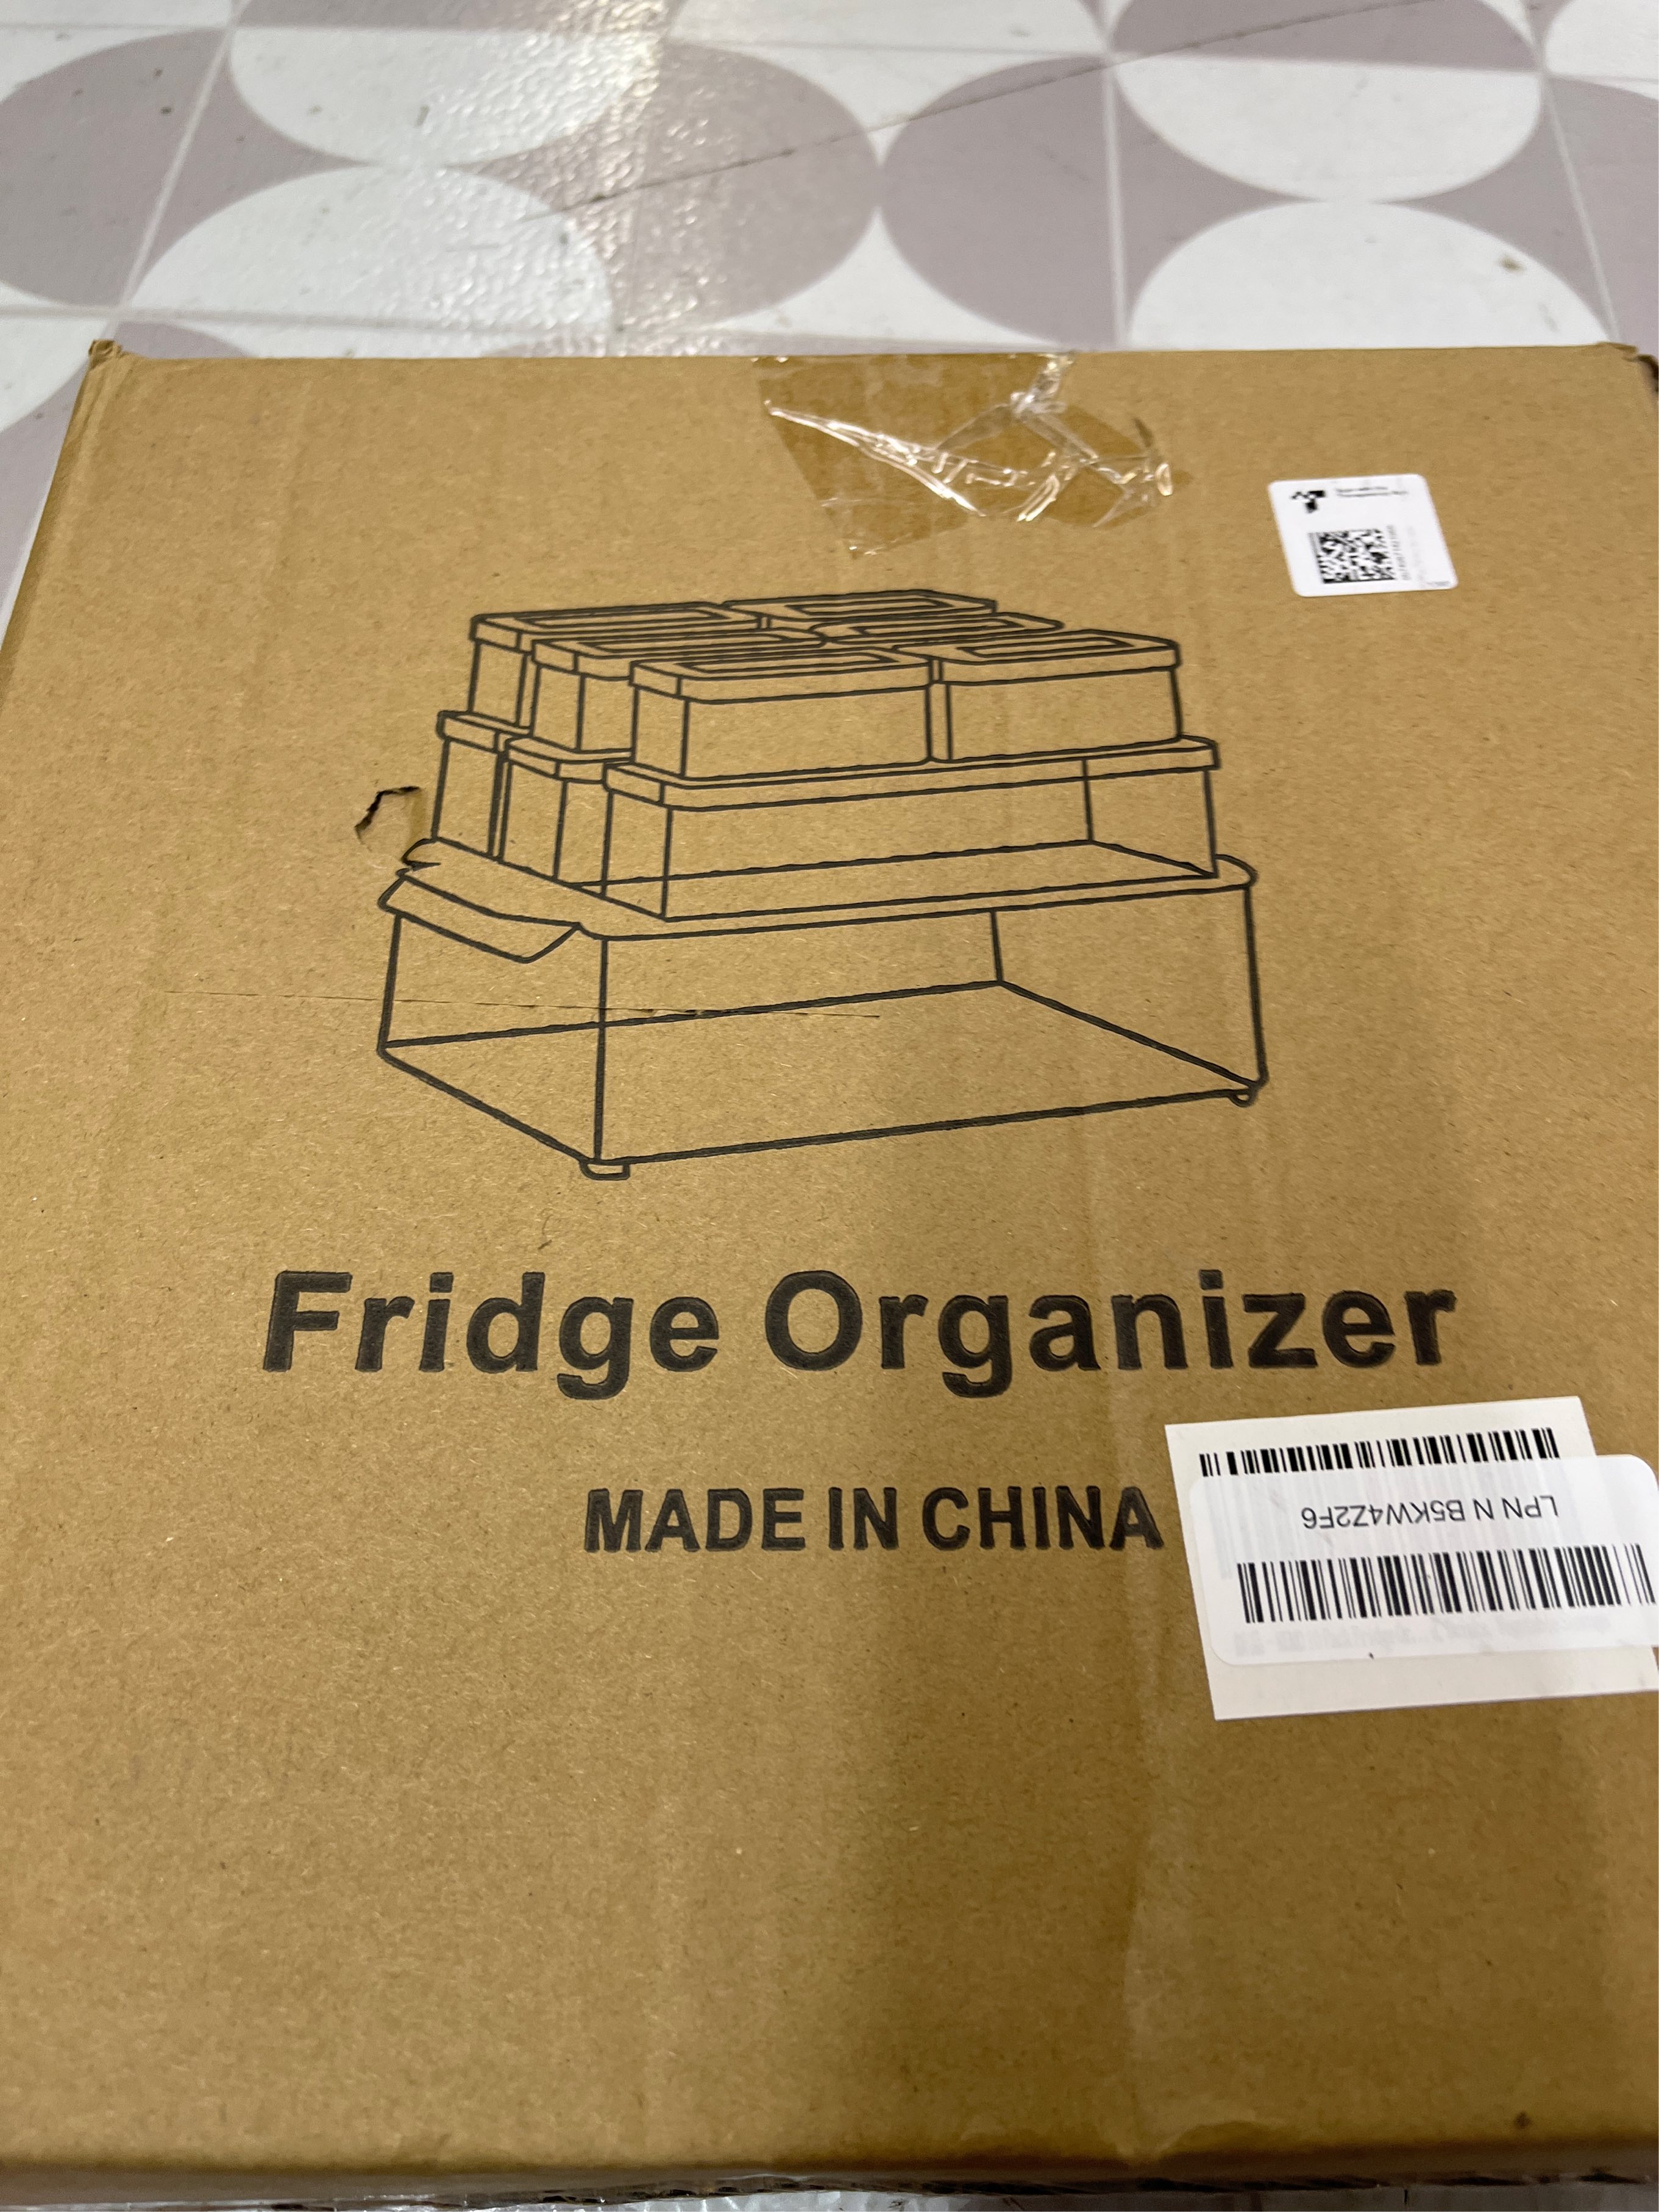 Fridge Organizer
MADE IN CHINA
LPN N B5KW4Z2F6